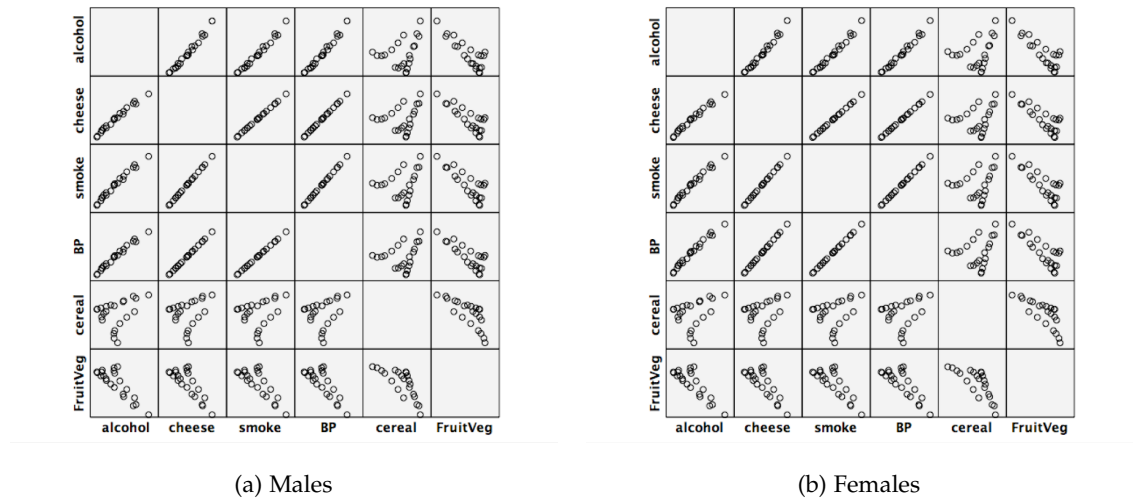 alcohol
cheese
smoke
BP
cereal
FruitVeg
alcohol cheese smoke BP cereal FruitVeg
(a) Males
alcohol
cheese
smoke
BP
cereal
FruitVeg
alcohol cheese smoke BP cereal FruitVeg
(b) Females